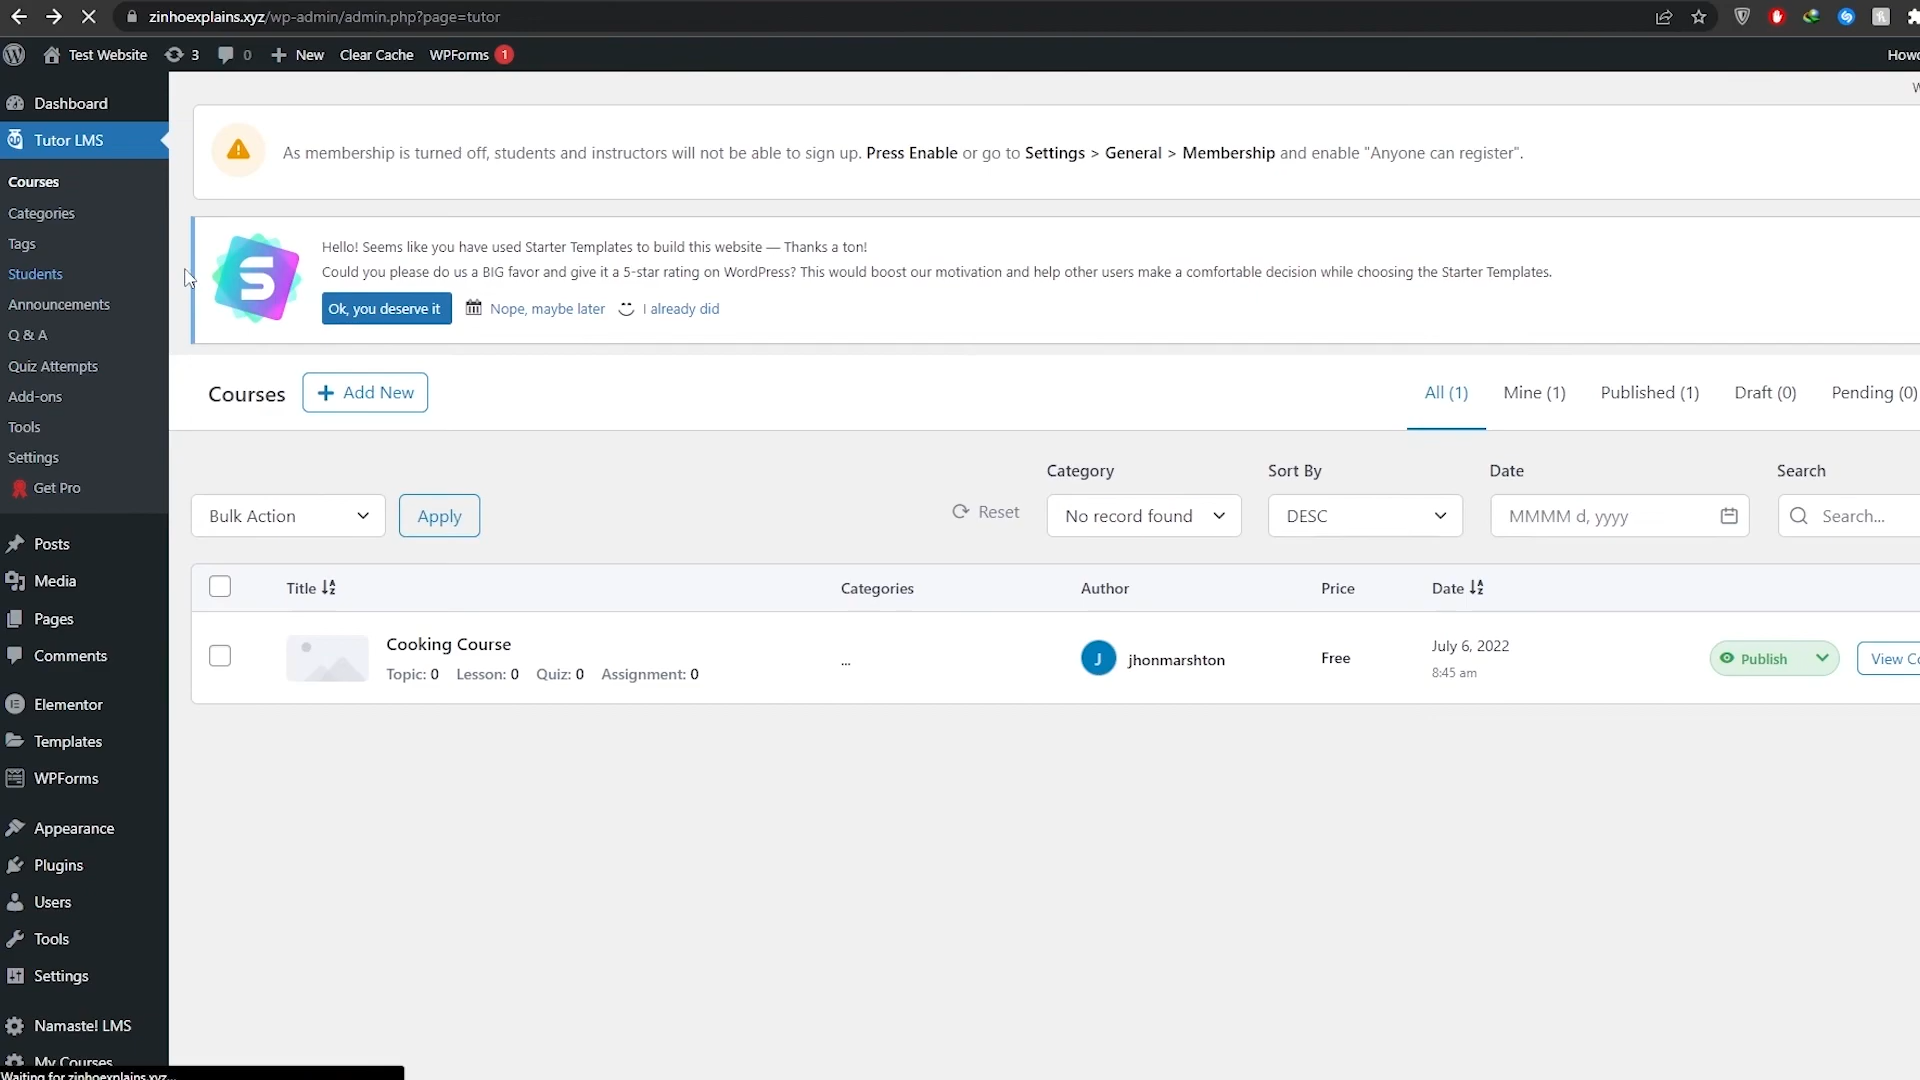 zinhoexplains.xyz/wp-admin/admin.php?page=tutor
Test Website 3 0 New Clear Cache WPForms 1
Howd
Dashboard
Tutor LMS
Courses
Categories
Tags
Students
Announcements
Q & A
Quiz Attempts
Add-ons
Tools
Settings
Get Pro
Posts
Media
Pages
Comments
Elementor
Templates
WPForms
Appearance
Plugins
Users
Tools
Settings
Namaste! LMS
My Courses
Waiting for zinhoexplains.xyz...
As membership is turned off, students and instructors will not be able to sign up. Press Enable or go to Settings > General > Membership and enable "Anyone can register".
Hello! Seems like you have used Starter Templates to build this website — Thanks a ton!
Could you please do us a BIG favor and give it a 5-star rating on WordPress? This would boost our motivation and help other users make a comfortable decision while choosing the Starter Templates.
Ok, you deserve it Nope, maybe later I already did
Courses + Add New All (1) Mine (1) Published (1) Draft (0) Pending (0)
Category Sort By Date Search
Bulk Action Apply Reset No record found DESC MMMM d, yyyy Search...
Title Categories Author Price Date
Cooking Course
Topic: 0 Lesson: 0 Quiz: 0 Assignment: 0
...
J jhonmarshton
Free
July 6, 2022
8:45 am
Publish
View Co